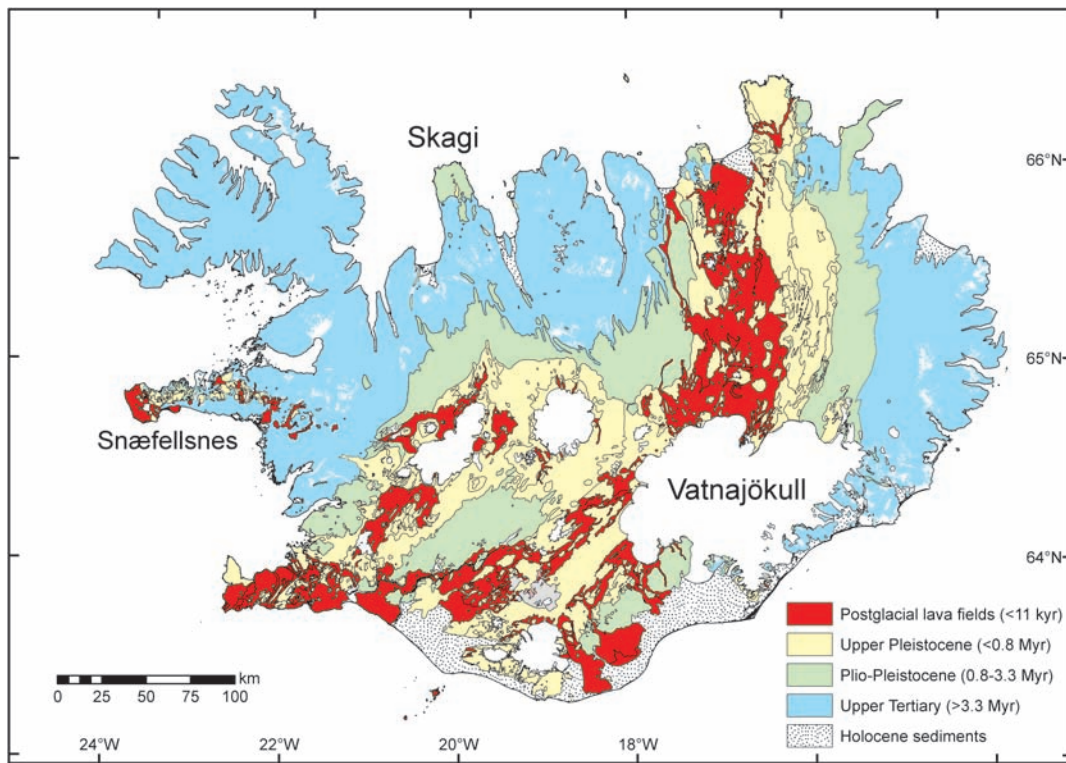 Skagi
66°N
65°N
Snæfellsnes
Vatnajökull
64°N
Postglacial lava fields (<11 kyr)
Upper Pleistocene (<0.8 Myr)
Plio-Pleistocene (0.8-3.3 Myr)
Upper Tertiary (>3.3 Myr)
Holocene sediments
km
0 25 50 75 100
24°W 22°W 20°W 18°W 16°W